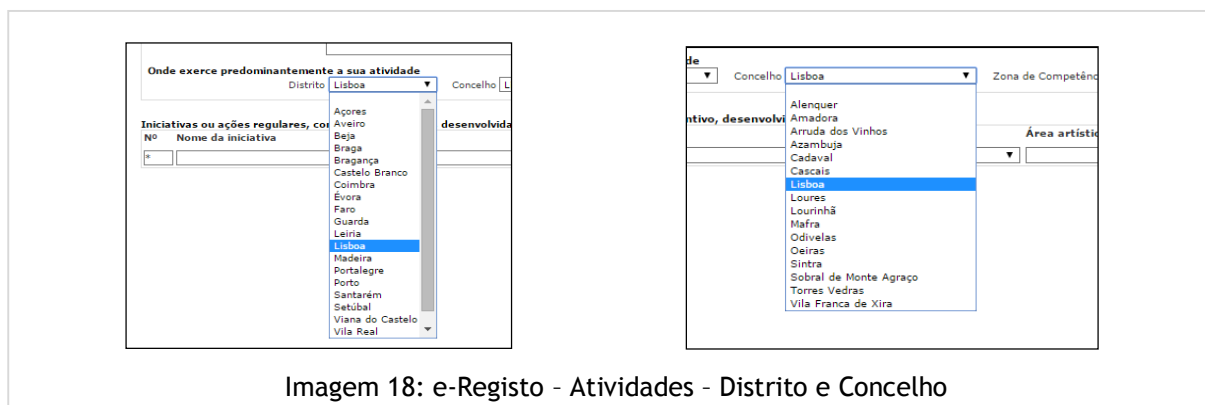 Onde exerce predominantemente a sua atividade
Distrito Lisboa Concelho L
Açores
Aveiro
Beja
Braga
Bragança
Castelo Branco
Coimbra
Évora
Faro
Guarda
Leiria
Lisboa
Madeira
Portalegre
Porto
Santarém
Setúbal
Viana do Castelo
Vila Real
Iniciativas ou ações regulares, co desenvolvida
Nº Nome da iniciativa
*
de
Concelho Lisboa Zona de Competênc
Alenquer
Amadora
Arruda dos Vinhos
Azambuja
Cadaval
Cascais
Lisboa
Loures
Lourinhã
Mafra
Odivelas
Oeiras
Sintra
Sobral de Monte Agraço
Torres Vedras
Vila Franca de Xira
ntivo, desenvolvi
Área artístic
Imagem 18: e-Registo – Atividades – Distrito e Concelho